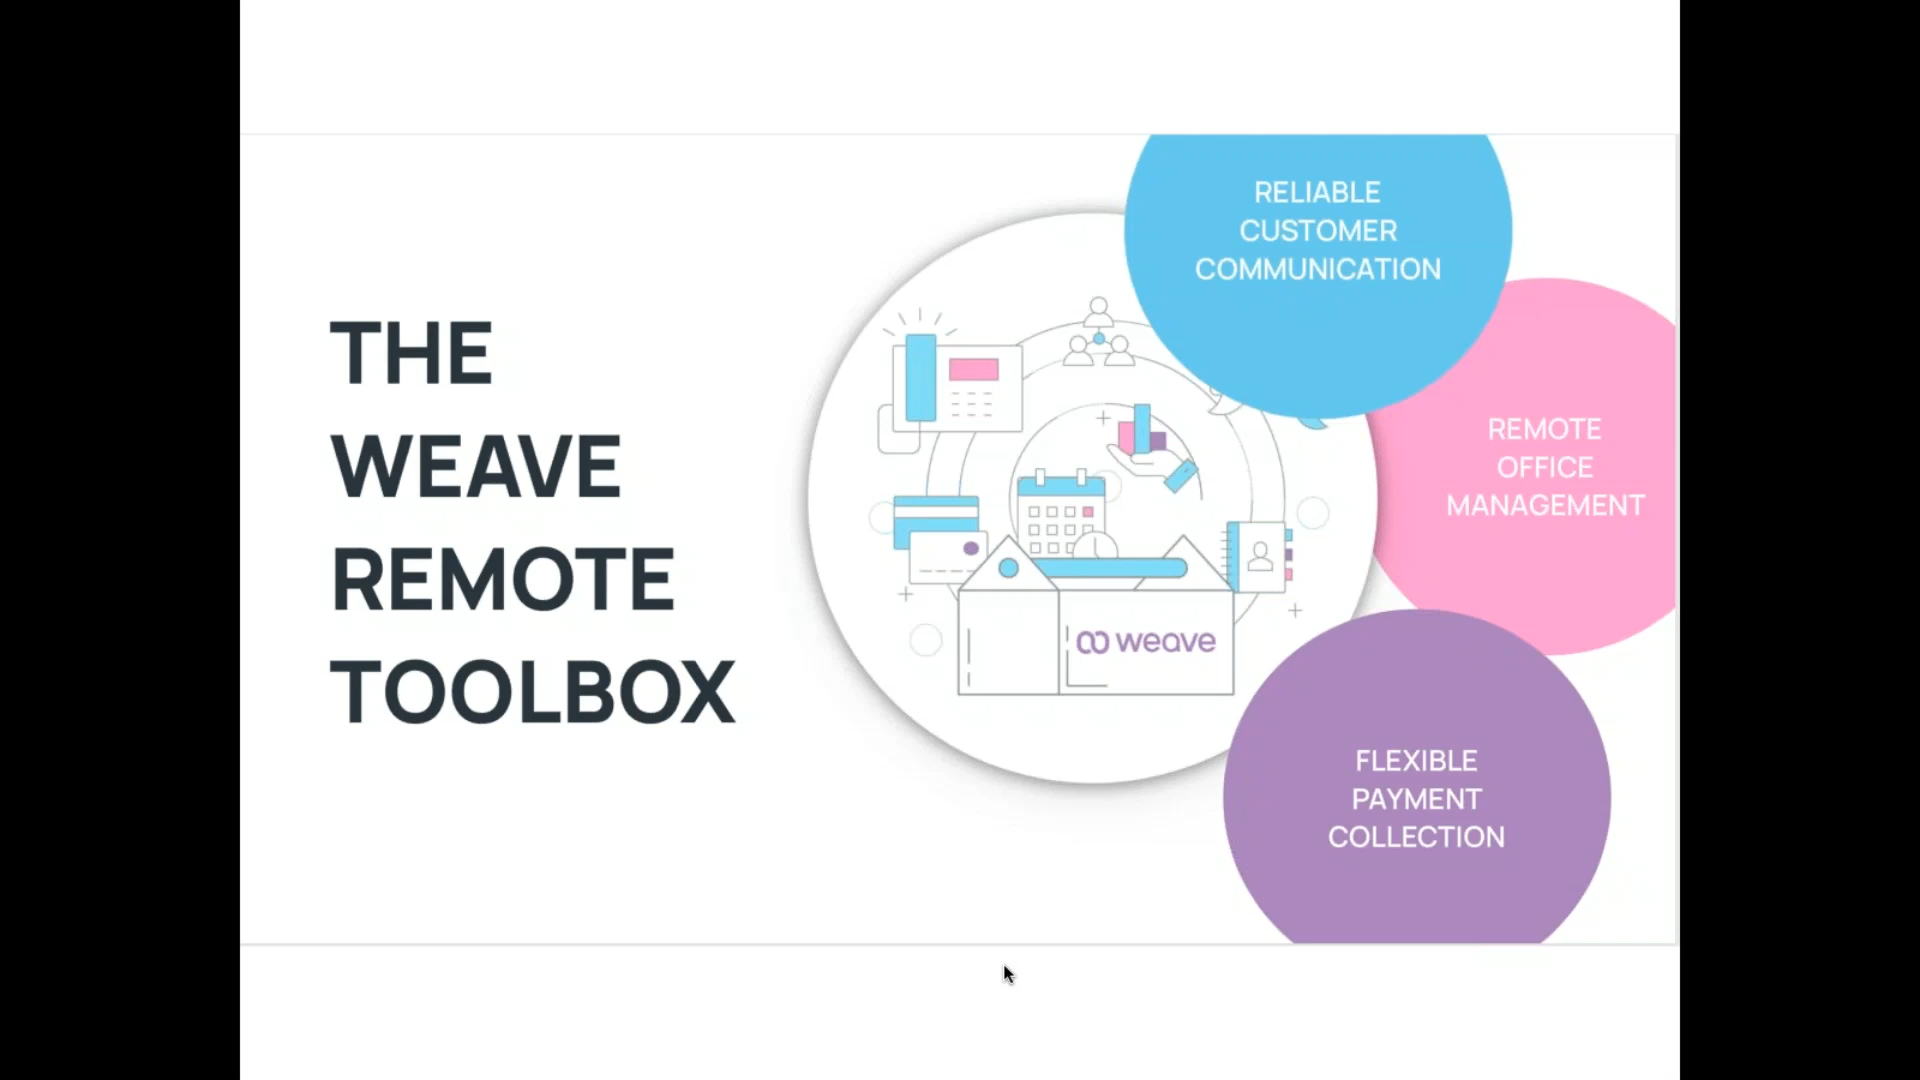 THE
WEAVE
REMOTE
TOOLBOX
weave
RELIABLE
CUSTOMER
COMMUNICATION
REMOTE
OFFICE
MANAGEMENT
FLEXIBLE
PAYMENT
COLLECTION